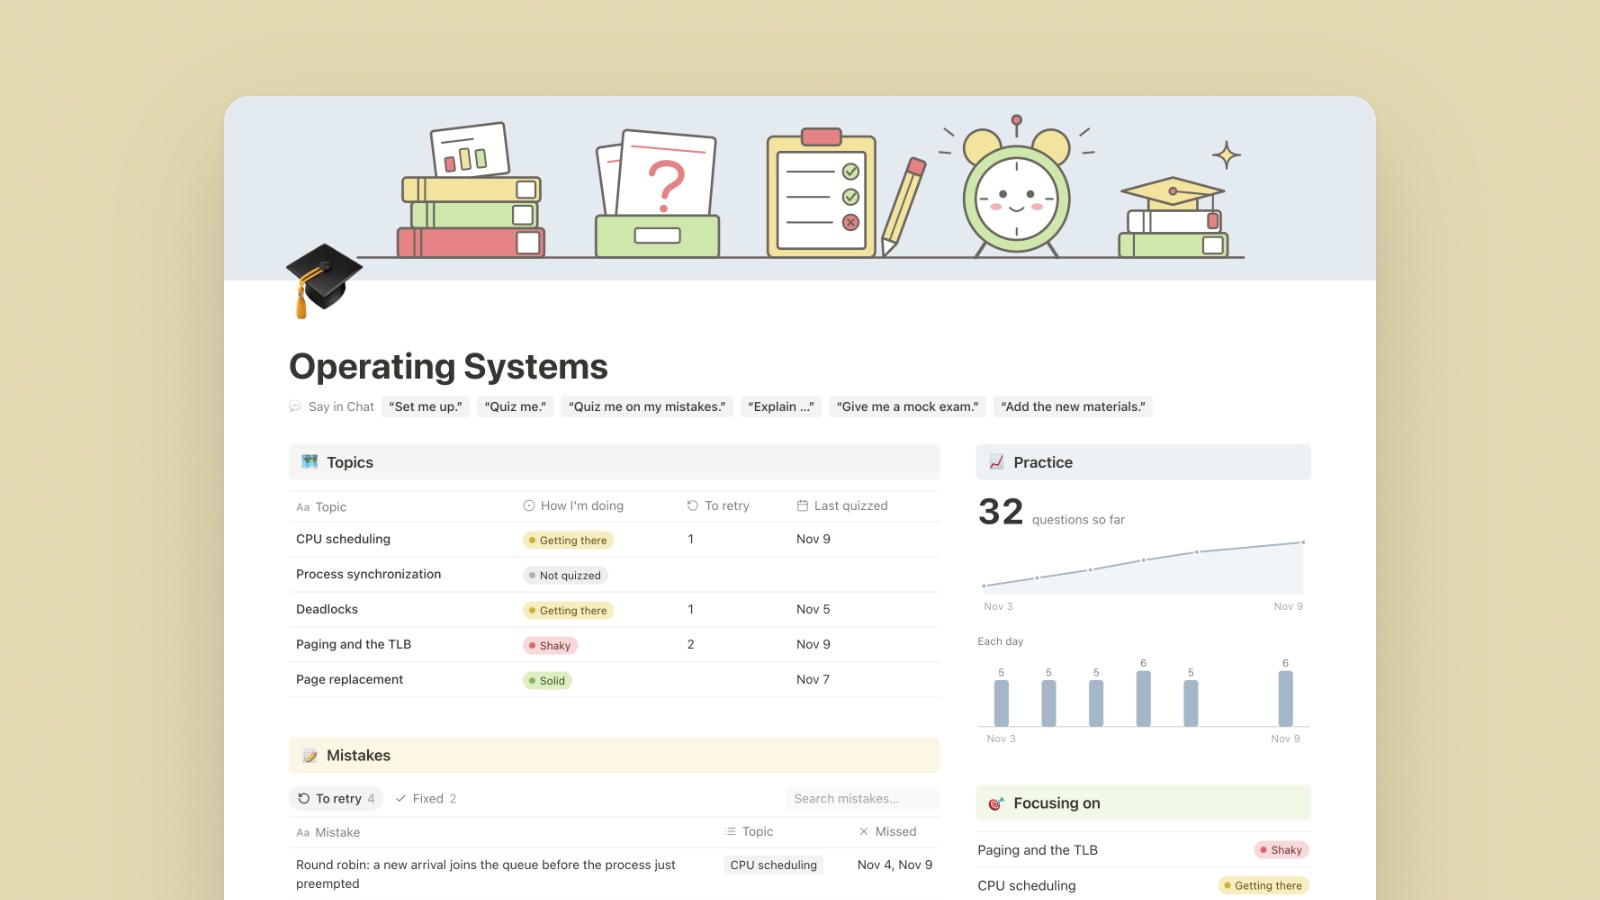 ?
Operating Systems
Say in Chat “Set me up.” “Quiz me.” “Quiz me on my mistakes.” “Explain ...” “Give me a mock exam.” “Add the new materials.”
Topics
Aa Topic How I'm doing To retry Last quizzed
CPU scheduling Getting there 1 Nov 9
Process synchronization Not quizzed
Deadlocks Getting there 1 Nov 5
Paging and the TLB Shaky 2 Nov 9
Page replacement Solid Nov 7
Mistakes
To retry 4 Fixed 2 Search mistakes...
Aa Mistake Topic Missed
Round robin: a new arrival joins the queue before the process just
preempted
CPU scheduling Nov 4, Nov 9
Practice
32 questions so far
Nov 3 Nov 9
Each day
5 5 5 6 5 6
Nov 3 Nov 9
Focusing on
Paging and the TLB Shaky
CPU scheduling Getting there